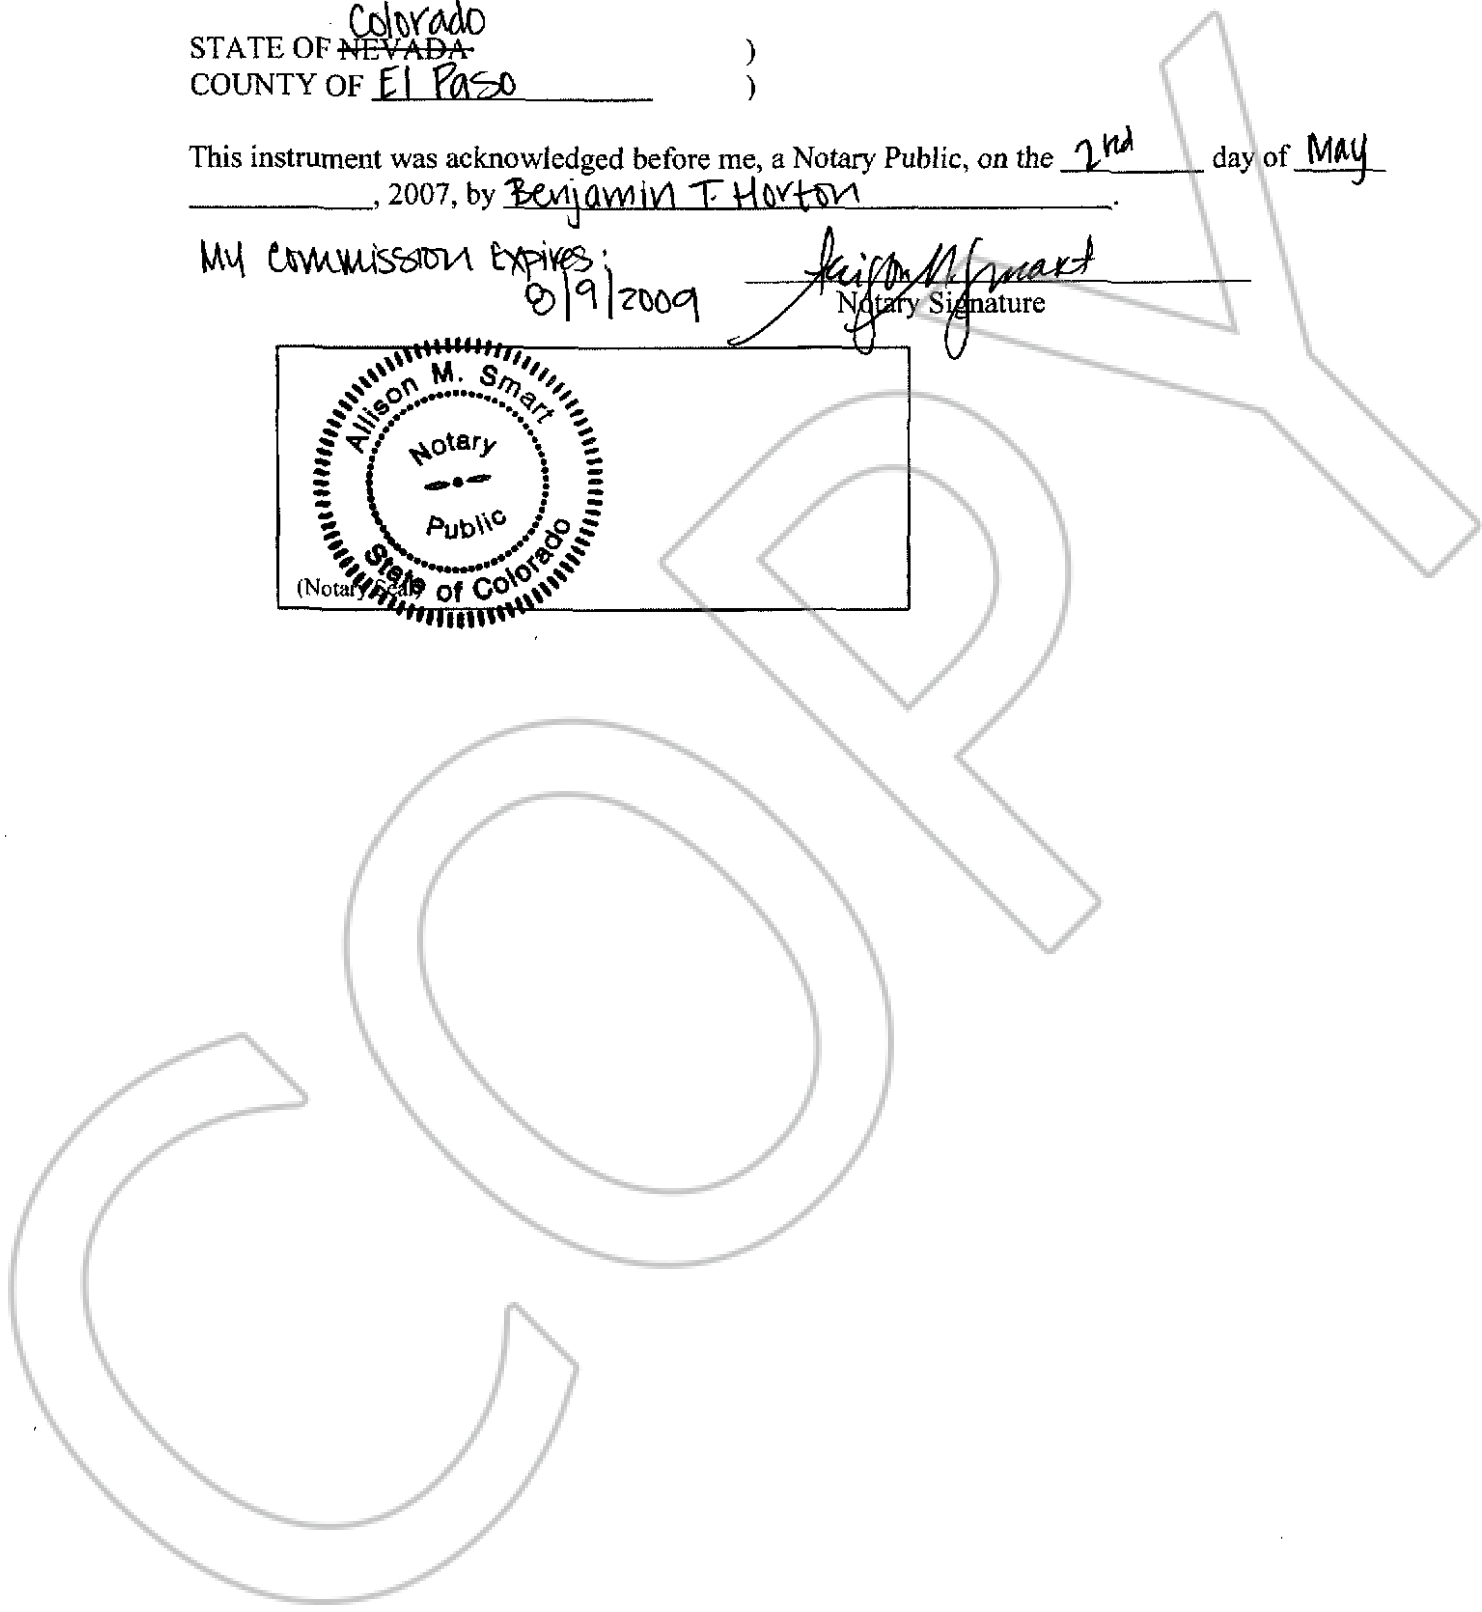 Colorado
STATE OF NEVADA )
COUNTY OF El Paso )
This instrument was acknowledged before me, a Notary Public, on the 2nd day of May
, 2007, by Benjamin T. Horton.
My Commission Expires:
8/9/2009
Allison M. Smart
Notary Signature
Allison M. Smart
Notary
Public
State of Colorado
(Notary Seal)
COPY